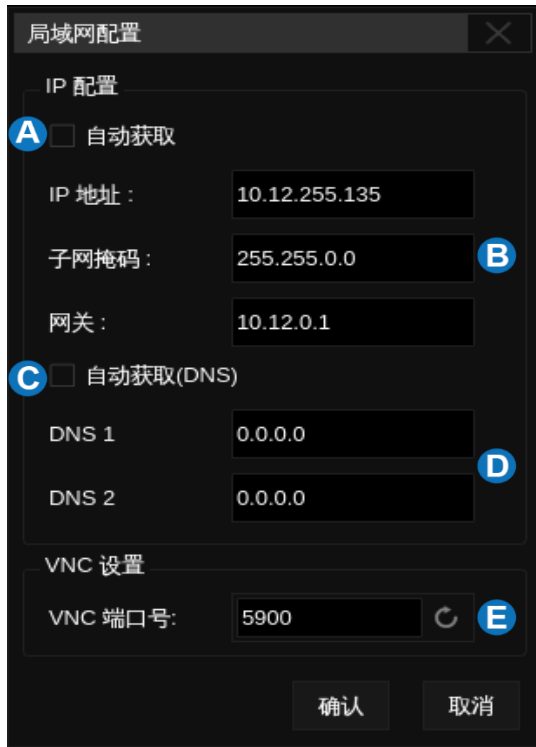 局域网配置
IP 配置
A 自动获取
IP 地址 : 10.12.255.135
子网掩码 : 255.255.0.0 B
网关 : 10.12.0.1
C 自动获取(DNS)
DNS 1 0.0.0.0
D
DNS 2 0.0.0.0
VNC 设置
VNC 端口号: 5900 E
确认 取消